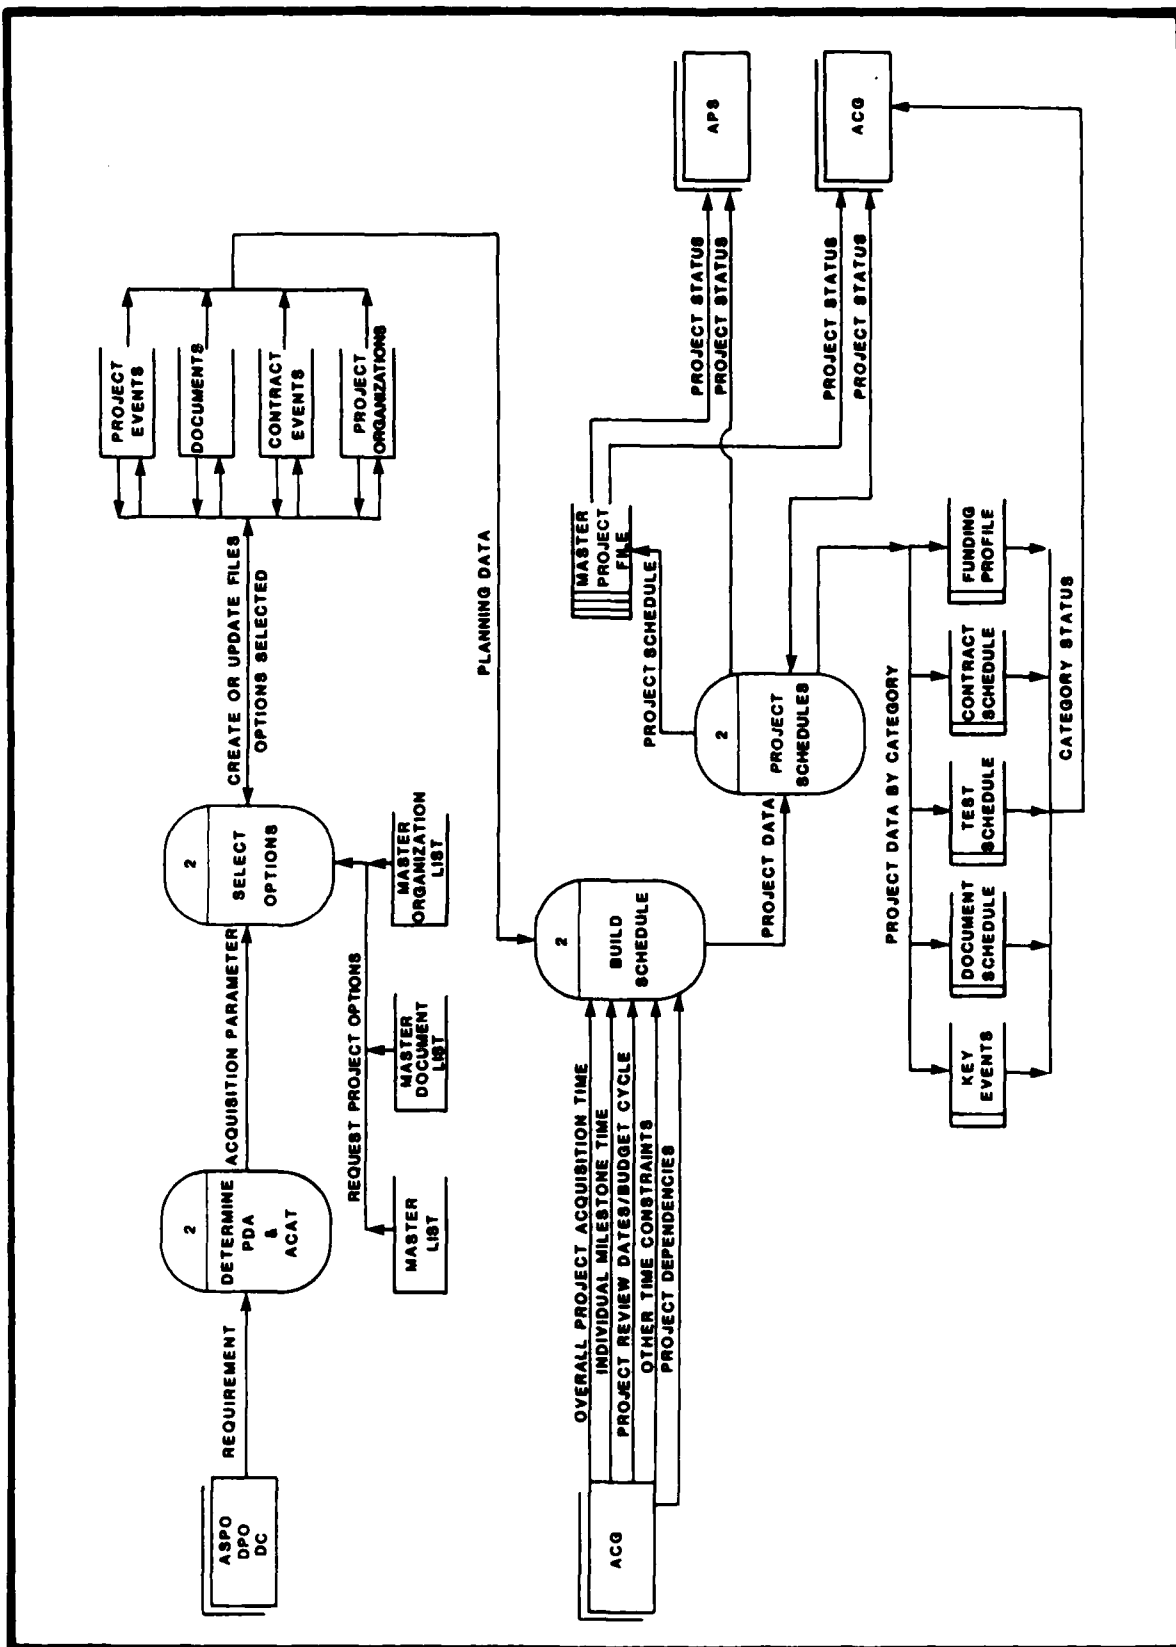 ASPO
DPO
DC
REQUIREMENT
2
DETERMINE
PDA
&
ACAT
ACQUISITION PARAMETER
2
SELECT
OPTIONS
CREATE OR UPDATE FILES
OPTIONS SELECTED
PROJECT
EVENTS
DOCUMENTS
CONTRACT
EVENTS
PROJECT
ORGANIZATIONS
REQUEST PROJECT OPTIONS
MASTER
LIST
MASTER
DOCUMENT
LIST
MASTER
ORGANIZATION
LIST
PLANNING DATA
ACG
OVERALL PROJECT ACQUISITION TIME
INDIVIDUAL MILESTONE TIME
PROJECT REVIEW DATES/BUDGET CYCLE
OTHER TIME CONSTRAINTS
PROJECT DEPENDENCIES
2
BUILD
SCHEDULE
PROJECT DATA
2
PROJECT
SCHEDULES
PROJECT SCHEDULE
MASTER
PROJECT
FILE
PROJECT STATUS
PROJECT STATUS
APS
PROJECT STATUS
PROJECT STATUS
ACG
PROJECT DATA BY CATEGORY
KEY
EVENTS
DOCUMENT
SCHEDULE
TEST
SCHEDULE
CONTRACT
SCHEDULE
FUNDING
PROFILE
CATEGORY STATUS